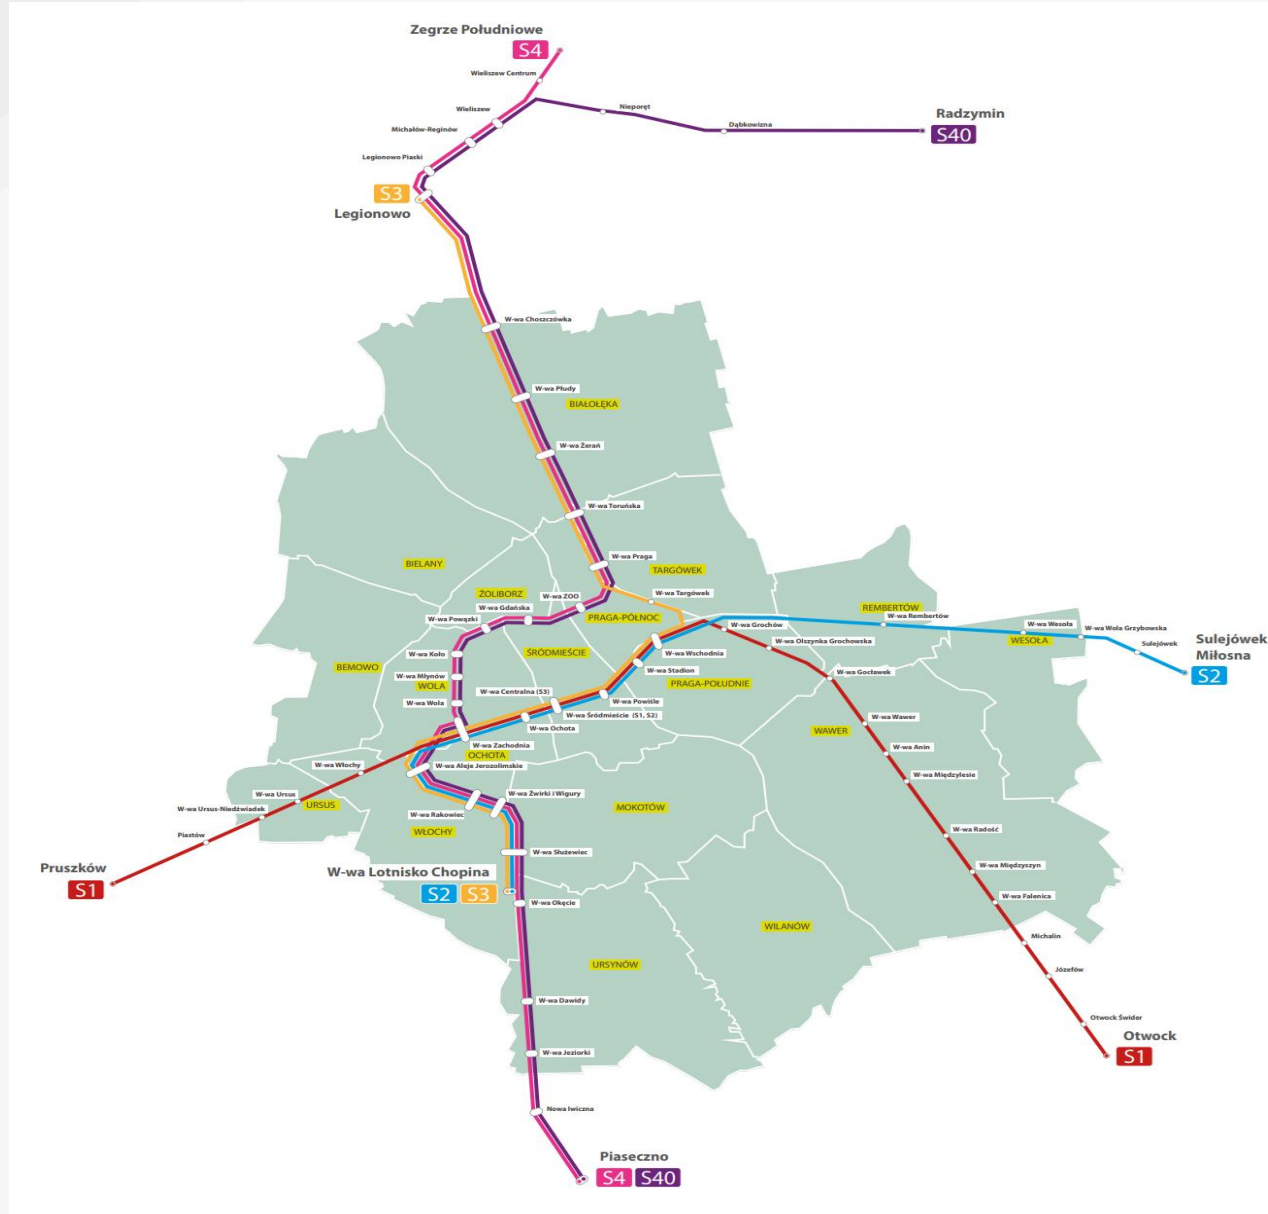 Zegrze Południowe
S4
Wieliszew Centrum
Wieliszew
Nieporęt
Radzymin
S40
Dąbkowizna
Michałów-Reginów
Legionowo Piaski
S3
Legionowo
W-wa Choszczówka
W-wa Płudy
BIAŁOŁĘKA
W-wa Żerań
W-wa Toruńska
W-wa Praga
BIELANY
TARGÓWEK
ŻOLIBORZ
W-wa ZOO
W-wa Targówek
W-wa Gdańska
REMBERTÓW
W-wa Powązki
PRAGA-PÓŁNOC
W-wa Rembertów
W-wa Grochów
W-wa Wesoła
W-wa Wola Grzybowska
WESOŁA
W-wa Olszynka Grochowska
Sulejówek
Sulejówek
Miłosna
S2
W-wa Koło
ŚRÓDMIEŚCIE
W-wa Wschodnia
BEMOWO
W-wa Stadion
W-wa Młynów
WOLA
PRAGA-POŁUDNIE
W-wa Gocławek
W-wa Centralna (S3)
W-wa Wola
W-wa Powiśle
W-wa Śródmieście (S1, S2)
W-wa Wawer
W-wa Ochota
WAWER
W-wa Zachodnia
W-wa Anin
OCHOTA
W-wa Włochy
W-wa Aleje Jerozolimskie
W-wa Międzylesie
W-wa Ursus
W-wa Żwirki i Wigury
URSUS
W-wa Ursus-Niedźwiadek
MOKOTÓW
W-wa Rakowiec
W-wa Radość
Piastów
WŁOCHY
W-wa Służewiec
W-wa Międzyszyn
Pruszków
S1
W-wa Lotnisko Chopina
S2 S3
W-wa Falenica
W-wa Okęcie
WILANÓW
Michalin
URSYNÓW
Józefów
W-wa Dawidy
Otwock Świder
Otwock
S1
W-wa Jeziorki
Nowa Iwiczna
Piaseczno
S4 S40